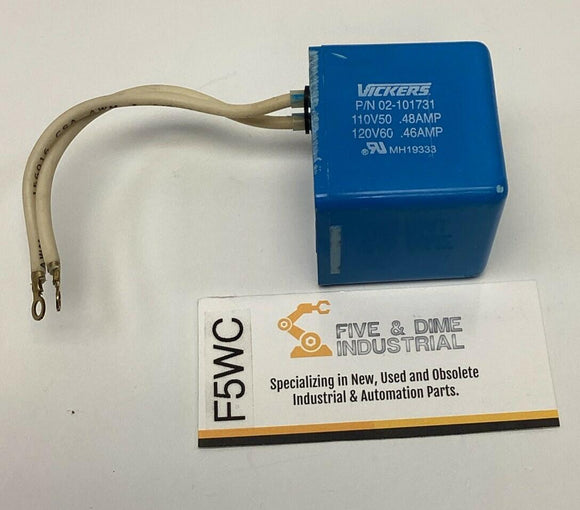 VICKERS
P/N 02-101731
110V50 .48AMP
120V60 .46AMP
MH19333
F5WC
FIVE & DIME
INDUSTRIAL
Specializing in New, Used and Obsolete
Industrial & Automation Parts.